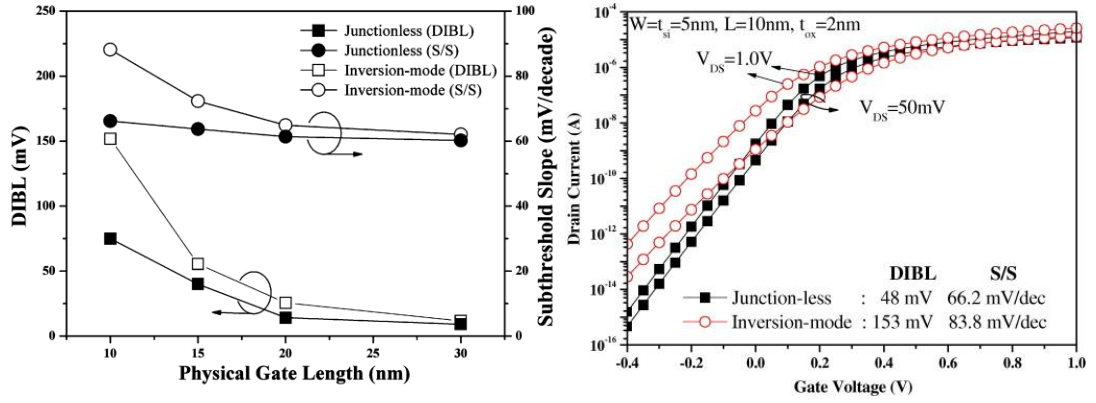 250
200
150
100
50
0
DIBL (mV)
10
15
20
30
Physical Gate Length (nm)
100
80
60
40
20
0
Subthreshold Slope (mV/decade)
Junctionless (DIBL)
Junctionless (S/S)
Inversion-mode (DIBL)
Inversion-mode (S/S)
10-4
10-6
10-8
10-10
10-12
10-14
10-16
Drain Current (A)
W=tsi=5nm, L=10nm, tox=2nm
VDS=1.0V
VDS=50mV
DIBL S/S
Junction-less : 48 mV 66.2 mV/dec
Inversion-mode : 153 mV 83.8 mV/dec
-0.4
-0.2
0.0
0.2
0.4
0.6
0.8
1.0
Gate Voltage (V)